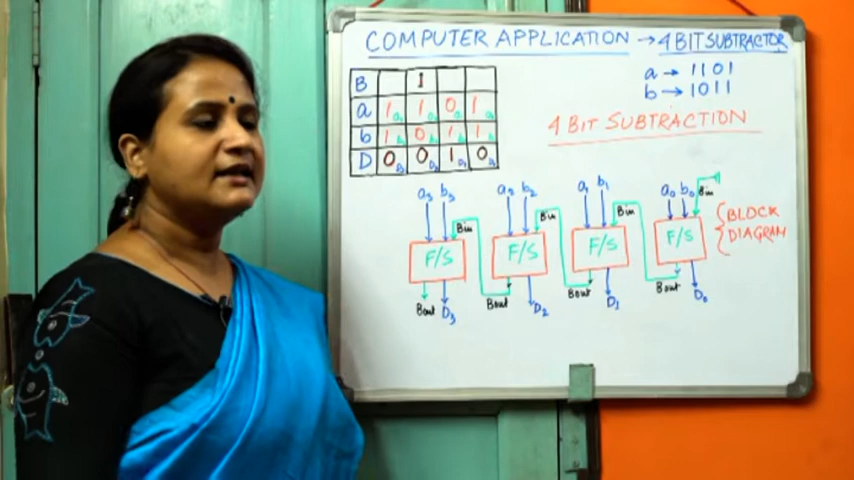 COMPUTER APPLICATION → 4 BIT SUBTRACTOR
a → 1101
b → 1011
4 BIT SUBTRACTION
B 1
a 1 1 0 1
b 1 0 1 1
D 0 0 1 0
a3 b3 a2 b2 a1 b1 a0 b0
Bin Bin Bin Bin
F/S F/S F/S F/S
BLOCK
DIAGRAM
Bout Bout Bout Bout
D3 D2 D1 D0